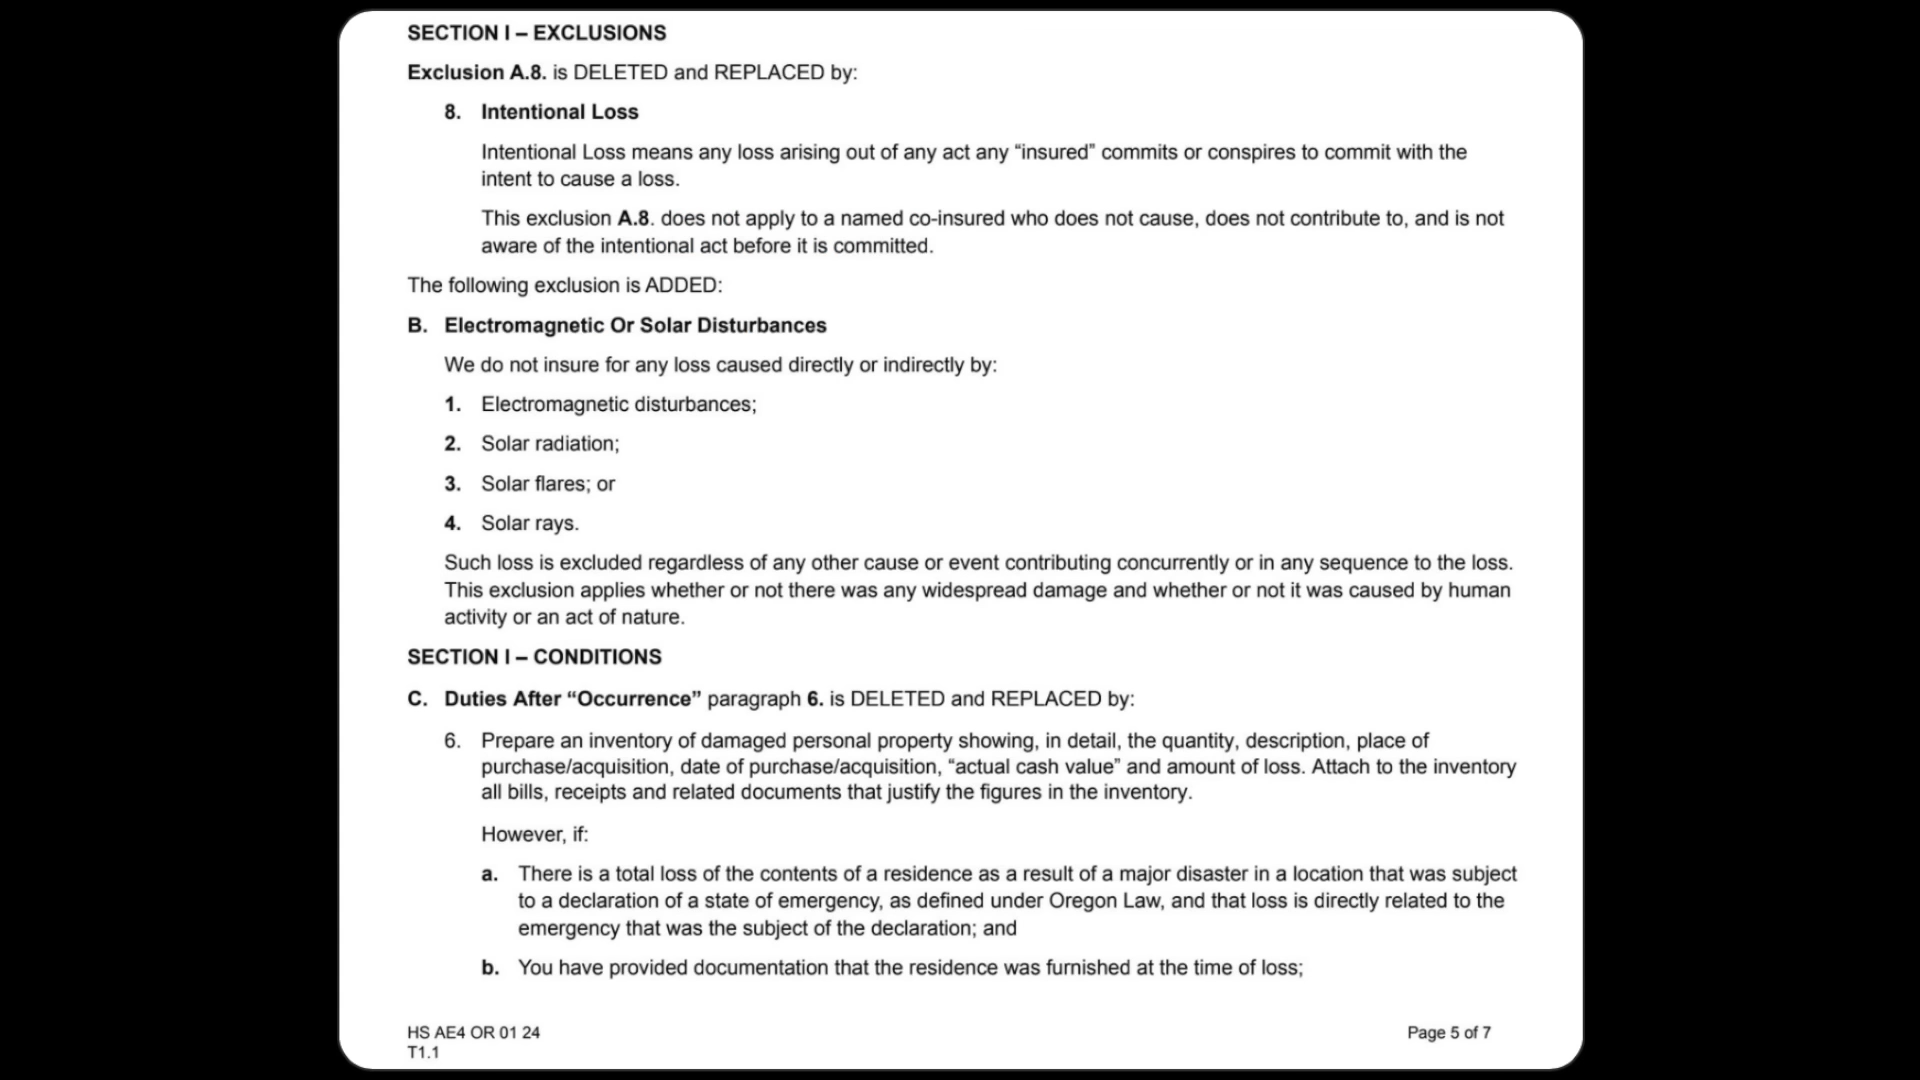 SECTION I – EXCLUSIONS
Exclusion A.8. is DELETED and REPLACED by:
8. Intentional Loss
Intentional Loss means any loss arising out of any act any “insured” commits or conspires to commit with the
intent to cause a loss.
This exclusion A.8. does not apply to a named co-insured who does not cause, does not contribute to, and is not
aware of the intentional act before it is committed.
The following exclusion is ADDED:
B. Electromagnetic Or Solar Disturbances
We do not insure for any loss caused directly or indirectly by:
1. Electromagnetic disturbances;
2. Solar radiation;
3. Solar flares; or
4. Solar rays.
Such loss is excluded regardless of any other cause or event contributing concurrently or in any sequence to the loss.
This exclusion applies whether or not there was any widespread damage and whether or not it was caused by human
activity or an act of nature.
SECTION I – CONDITIONS
C. Duties After “Occurrence” paragraph 6. is DELETED and REPLACED by:
6. Prepare an inventory of damaged personal property showing, in detail, the quantity, description, place of
purchase/acquisition, date of purchase/acquisition, “actual cash value” and amount of loss. Attach to the inventory
all bills, receipts and related documents that justify the figures in the inventory.
However, if:
a. There is a total loss of the contents of a residence as a result of a major disaster in a location that was subject
to a declaration of a state of emergency, as defined under Oregon Law, and that loss is directly related to the
emergency that was the subject of the declaration; and
b. You have provided documentation that the residence was furnished at the time of loss;
HS AE4 OR 01 24
Page 5 of 7
T1.1